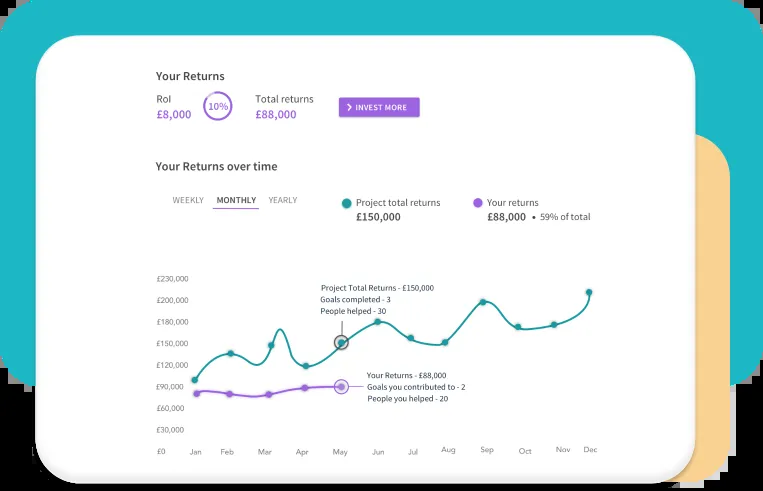 Your Returns
RoI
£8,000
10%
Total returns
£88,000
INVEST MORE
Your Returns over time
WEEKLY MONTHLY YEARLY
Project total returns
£150,000
Your returns
£88,000 • 59% of total
£230,000
£200,000
£180,000
£150,000
£120,000
£90,000
£60,000
£30,000
£0
Project Total Returns - £150,000
Goals completed - 3
People helped - 30
Your Returns - £88,000
Goals you contributed to - 2
People you helped - 20
Jan Feb Mar Apr May Jun Jul Aug Sep Oct Nov Dec